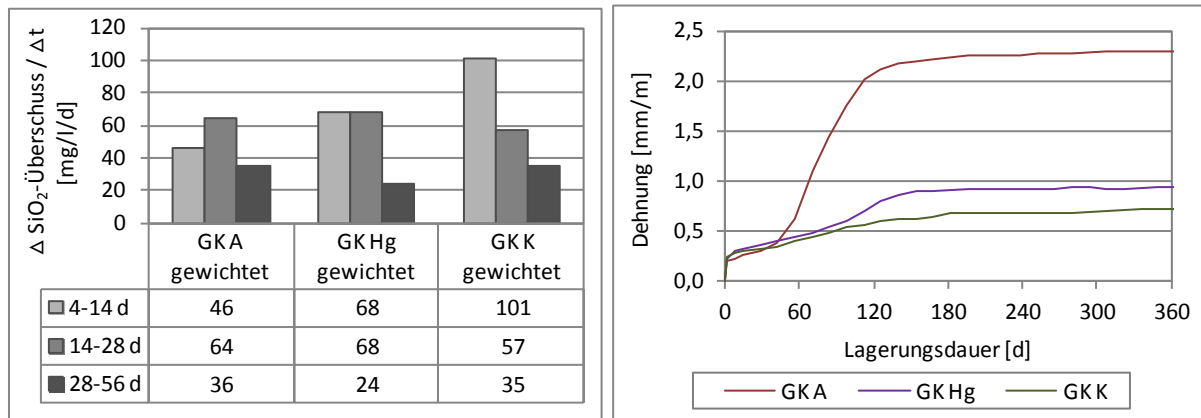 Δ SiO₂-Überschuss / Δt
[mg/l/d]
120
100
80
60
40
20
0
GK A
gewichtet
GK Hg
gewichtet
GK K
gewichtet
4-14 d 46 68 101
14-28 d 64 68 57
28-56 d 36 24 35
Dehnung [mm/m]
2,5
2,0
1,5
1,0
0,5
0,0
0 60 120 180 240 300 360
Lagerungsdauer [d]
GK A GK Hg GK K